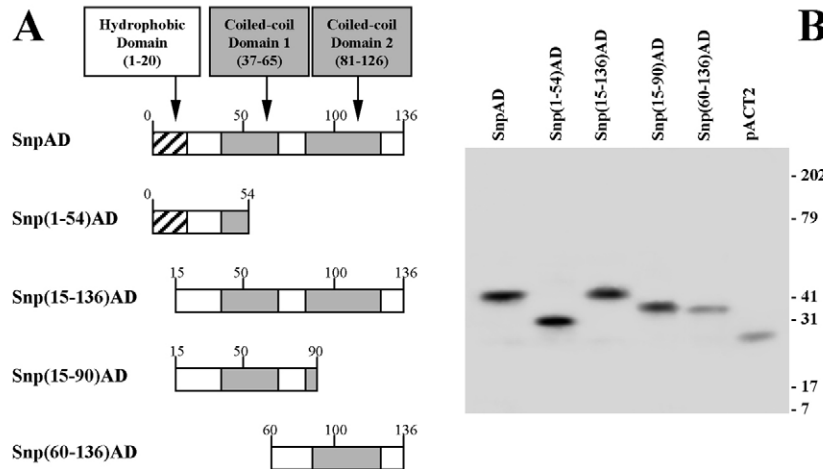 A
Hydrophobic
Domain
(1-20)
Coiled-coil
Domain 1
(37-65)
Coiled-coil
Domain 2
(81-126)
SnpAD
0 50 100 136
Snp(1-54)AD
0 54
Snp(15-136)AD
15 50 100 136
Snp(15-90)AD
15 50 90
Snp(60-136)AD
60 100 136
B
SnpAD
Snp(1-54)AD
Snp(15-136)AD
Snp(15-90)AD
Snp(60-136)AD
pACT2
- 202
- 79
- 41
- 31
- 17
- 7